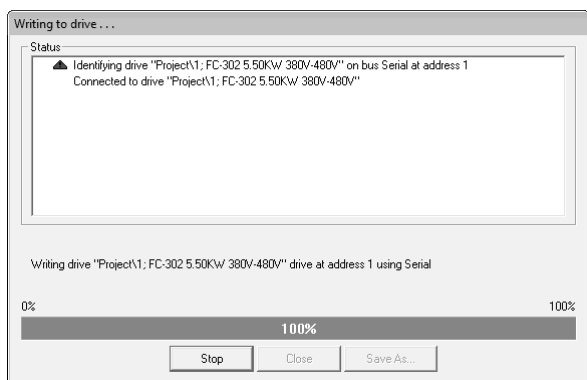 Writing to drive . . .
Status
Identifying drive "Project\1; FC-302 5.50KW 380V-480V" on bus Serial at address 1
Connected to drive "Project\1; FC-302 5.50KW 380V-480V"
Writing drive "Project\1; FC-302 5.50KW 380V-480V" drive at address 1 using Serial
0% 100%
100%
Stop Close Save As...